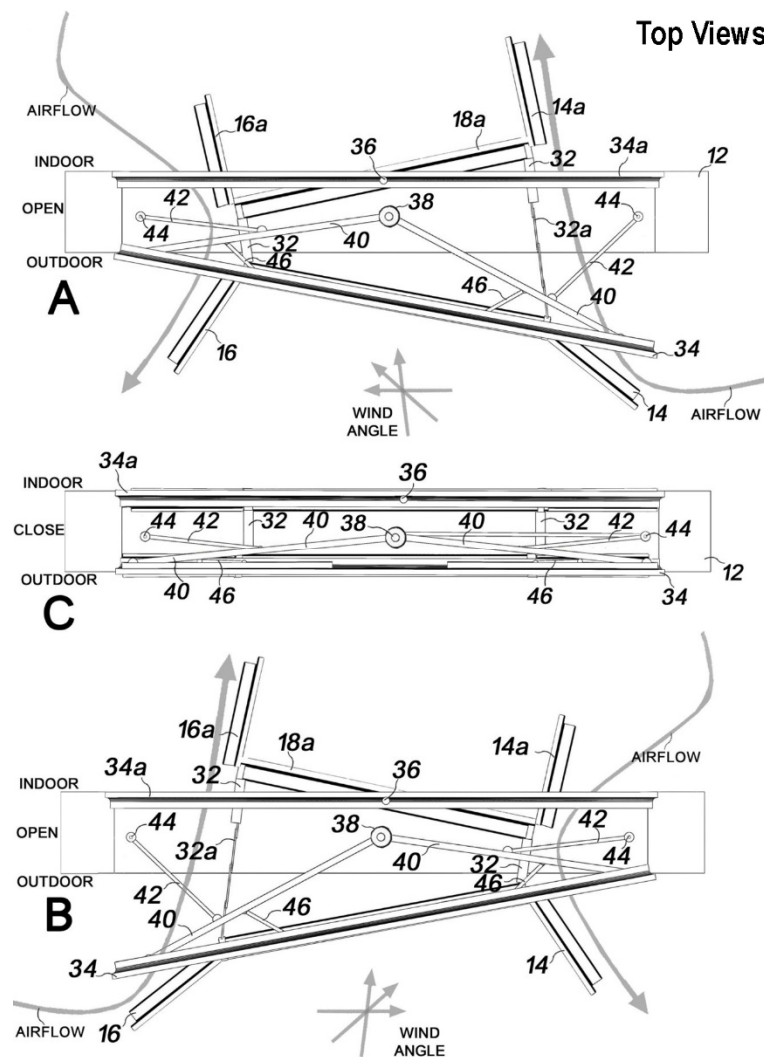 Top Views
AIRFLOW
16a
18a
14a
32
36
34a
12
INDOOR
OPEN
42
44
38
44
32a
40
32
42
OUTDOOR
46
A
46
40
34
16
14
WIND
ANGLE
AIRFLOW
INDOOR
34a
36
CLOSE
44
42
32
40
38
40
32
42
44
OUTDOOR
40
46
46
34
12
C
16a
18a
14a
AIRFLOW
32
INDOOR
34a
36
OPEN
44
38
42
32a
40
32
44
OUTDOOR
42
46
B
40
46
34
14
AIRFLOW
16
WIND
ANGLE